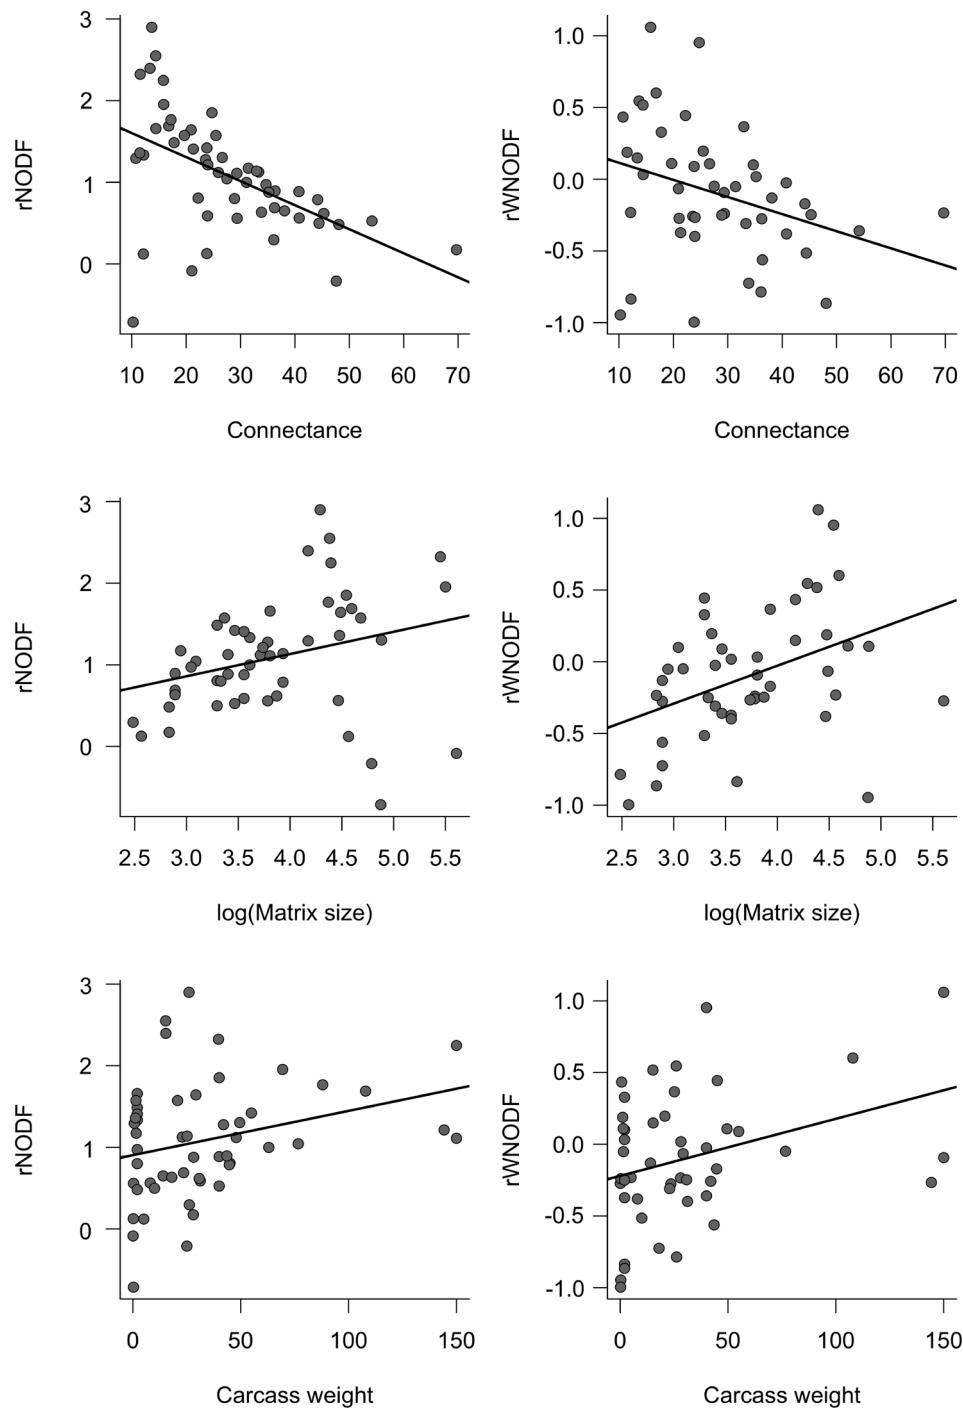 3
2
1
0
rNODF
10 20 30 40 50 60 70
Connectance
1.0
0.5
0.0
-0.5
-1.0
rWNODF
10 20 30 40 50 60 70
Connectance
3
2
1
0
rNODF
2.5 3.0 3.5 4.0 4.5 5.0 5.5
log(Matrix size)
1.0
0.5
0.0
-0.5
-1.0
rWNODF
2.5 3.0 3.5 4.0 4.5 5.0 5.5
log(Matrix size)
3
2
1
0
rNODF
0 50 100 150
Carcass weight
1.0
0.5
0.0
-0.5
-1.0
rWNODF
0 50 100 150
Carcass weight